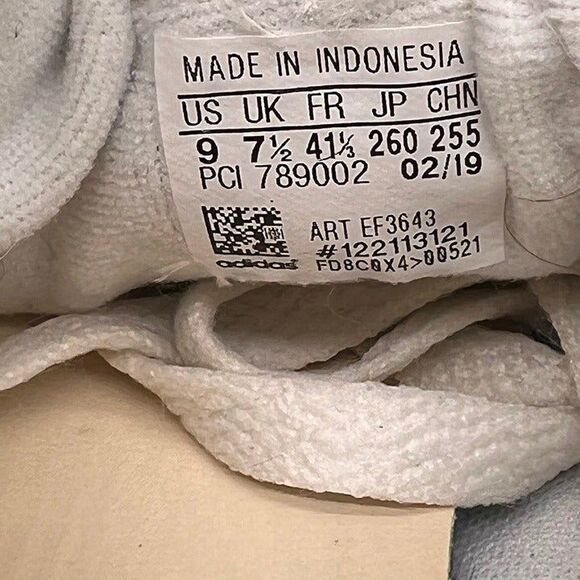 MADE IN INDONESIA
US UK FR JP CHN
9 7½ 41⅓ 260 255
PCI 789002 02/19
ART EF3643
#122113121
adidas FD8C0X4>00521